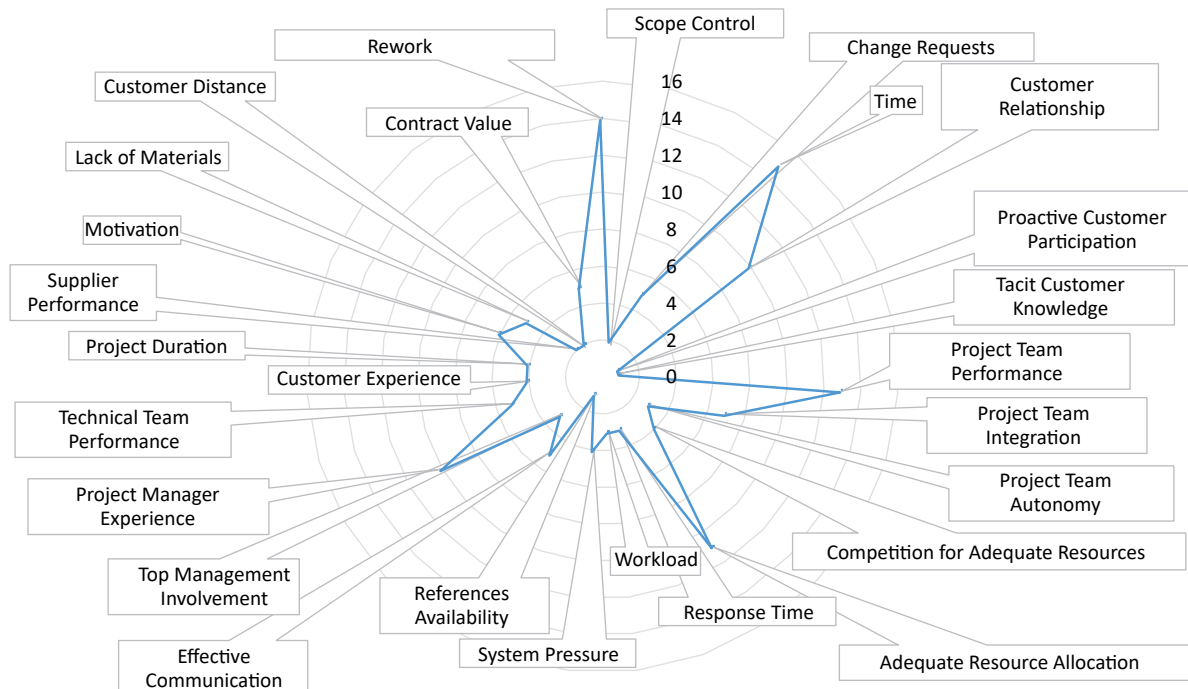 Scope Control
Rework
Change Requests
Customer Distance
Customer
Relationship
Time
Contract Value
16
14
12
10
8
6
4
2
0
Lack of Materials
Motivation
Proactive Customer
Participation
Supplier
Performance
Tacit Customer
Knowledge
Project Duration
Project Team
Performance
Customer Experience
Technical Team
Performance
Project Team
Integration
Project Manager
Experience
Project Team
Autonomy
Competition for Adequate Resources
Workload
Top Management
Involvement
References
Availability
Response Time
System Pressure
Effective
Communication
Adequate Resource Allocation